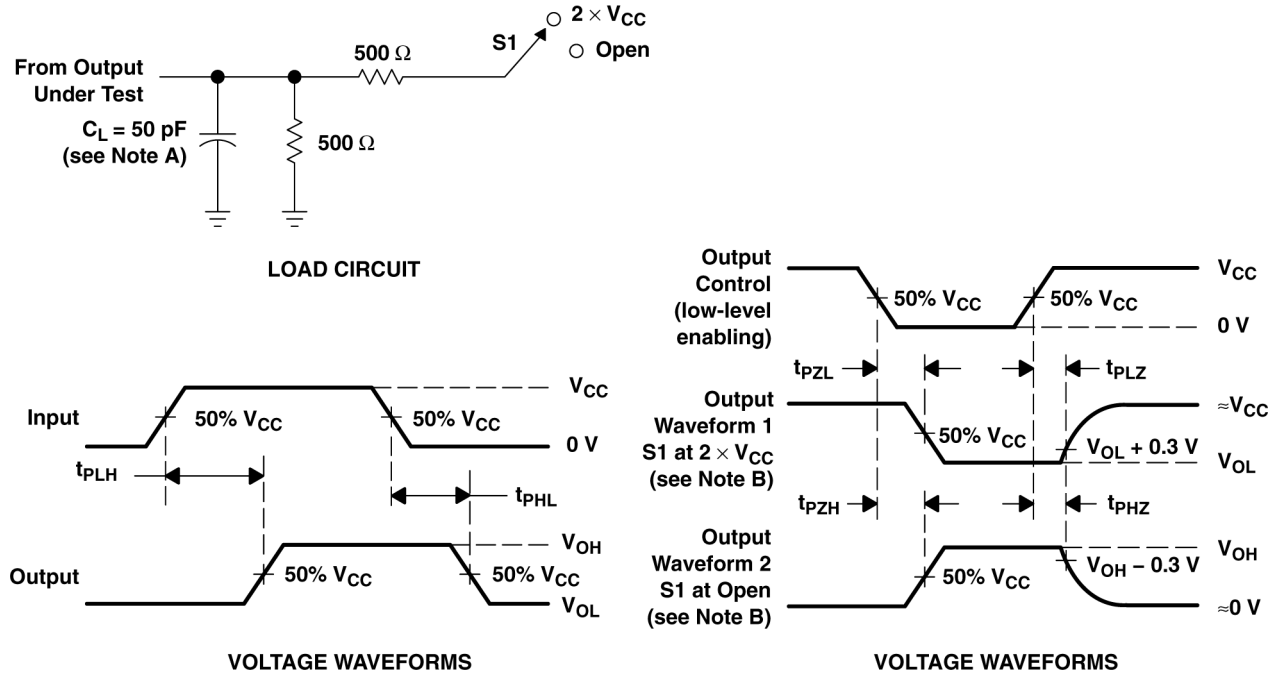 2 × VCC
S1
Open
500 Ω
From Output
Under Test
CL = 50 pF
(see Note A)
500 Ω
LOAD CIRCUIT
Input
50% VCC
50% VCC
VCC
0 V
tPLH
tPHL
Output
50% VCC
50% VCC
VOH
VOL
VOLTAGE WAVEFORMS
Output
Control
(low-level
enabling)
50% VCC
50% VCC
VCC
0 V
tPZL
tPLZ
Output
Waveform 1
S1 at 2 × VCC
(see Note B)
50% VCC
VOL + 0.3 V
≈VCC
VOL
tPZH
tPHZ
Output
Waveform 2
S1 at Open
(see Note B)
50% VCC
VOH − 0.3 V
VOH
≈0 V
VOLTAGE WAVEFORMS